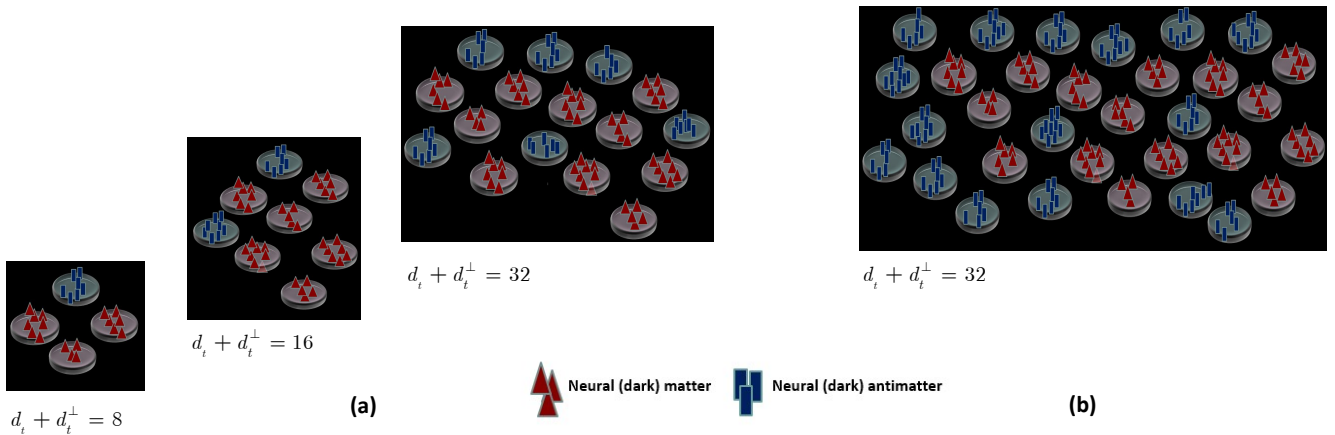 d_t + d_t^⊥ = 32
d_t + d_t^⊥ = 32
d_t + d_t^⊥ = 16
Neural (dark) matter
Neural (dark) antimatter
(a)
(b)
d_t + d_t^⊥ = 8